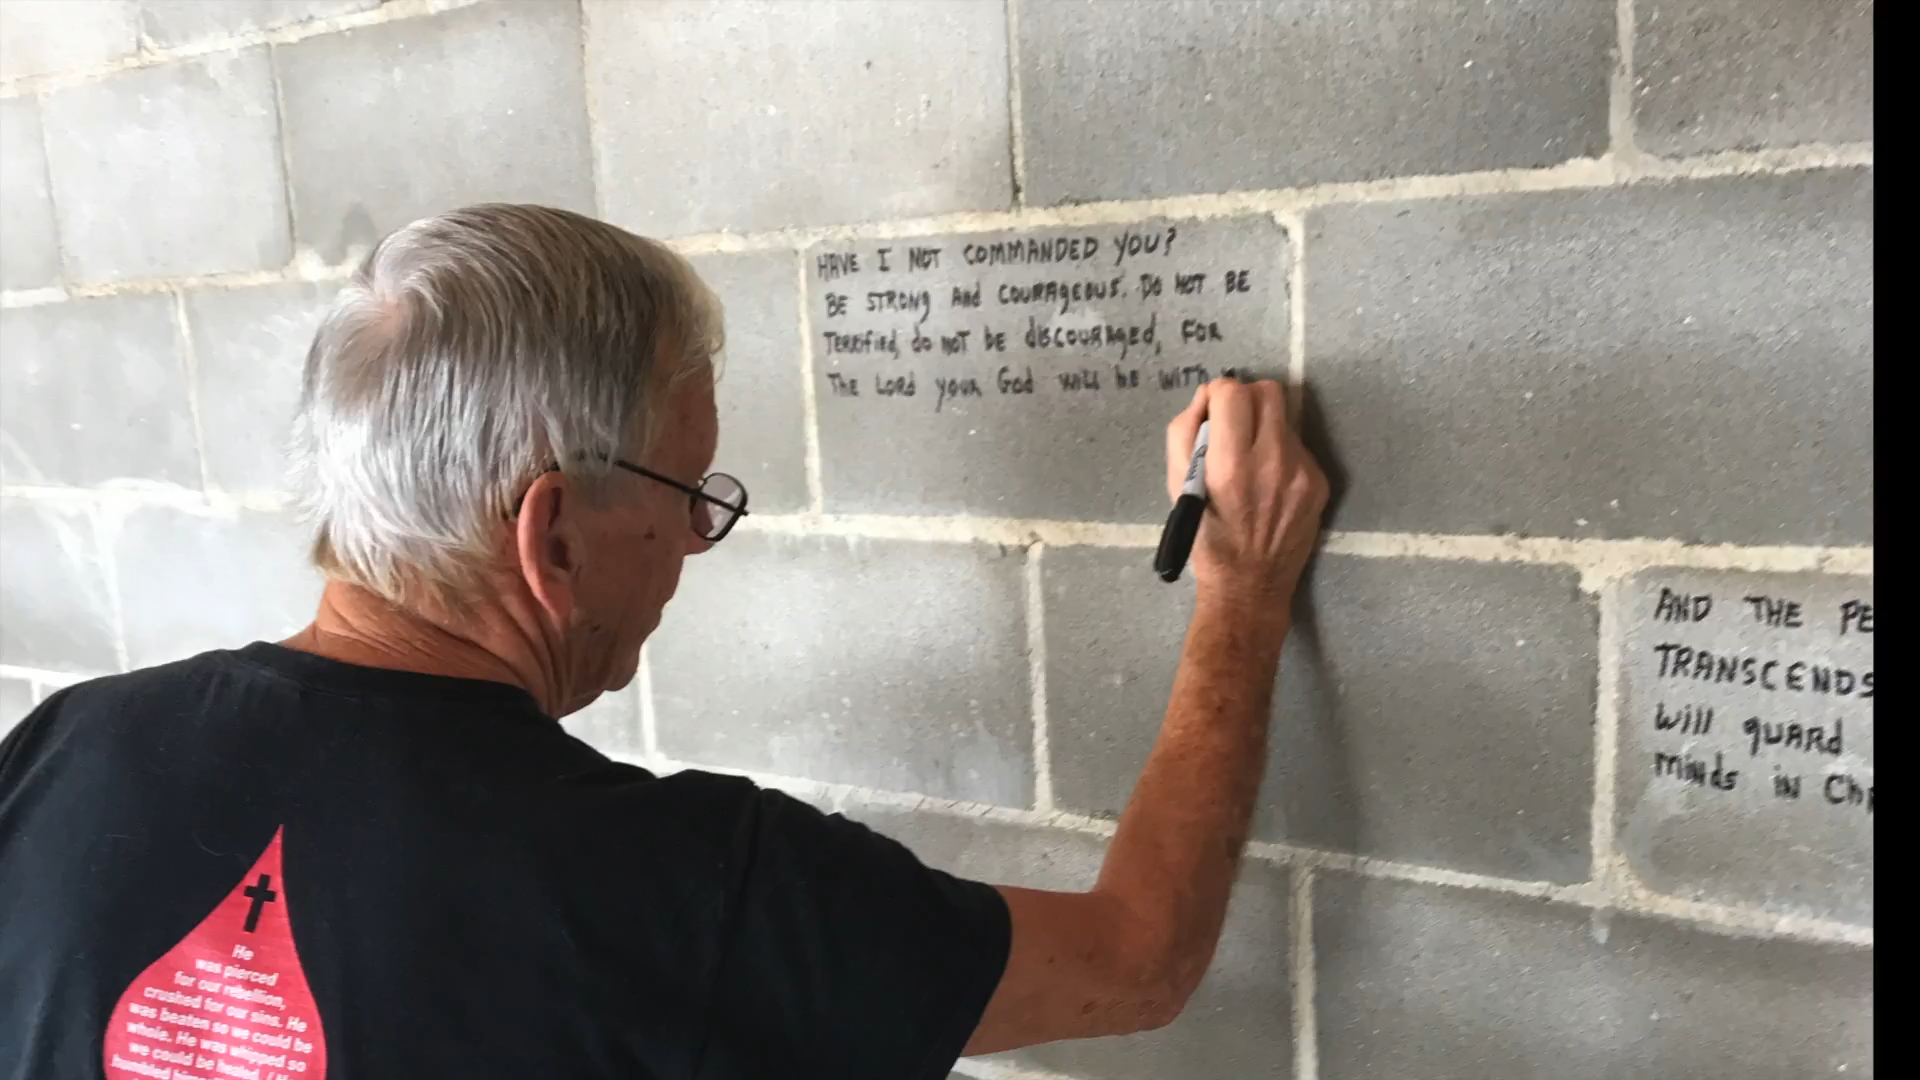 HAVE I NOT COMMANDED YOU?
BE STRONG ANd COURAgEOUS. DO NOT BE
TERRIFIEd, do NOT be discouRAged, FOR
The LORd youR God will be WITH
AND THE PE
TRANSCENDS
will guard
minds in Chr
He
was pierced
for our rebellion,
crushed for our sins. He
was beaten so we could be
whole. He was whipped so
we could be healed.
humbled